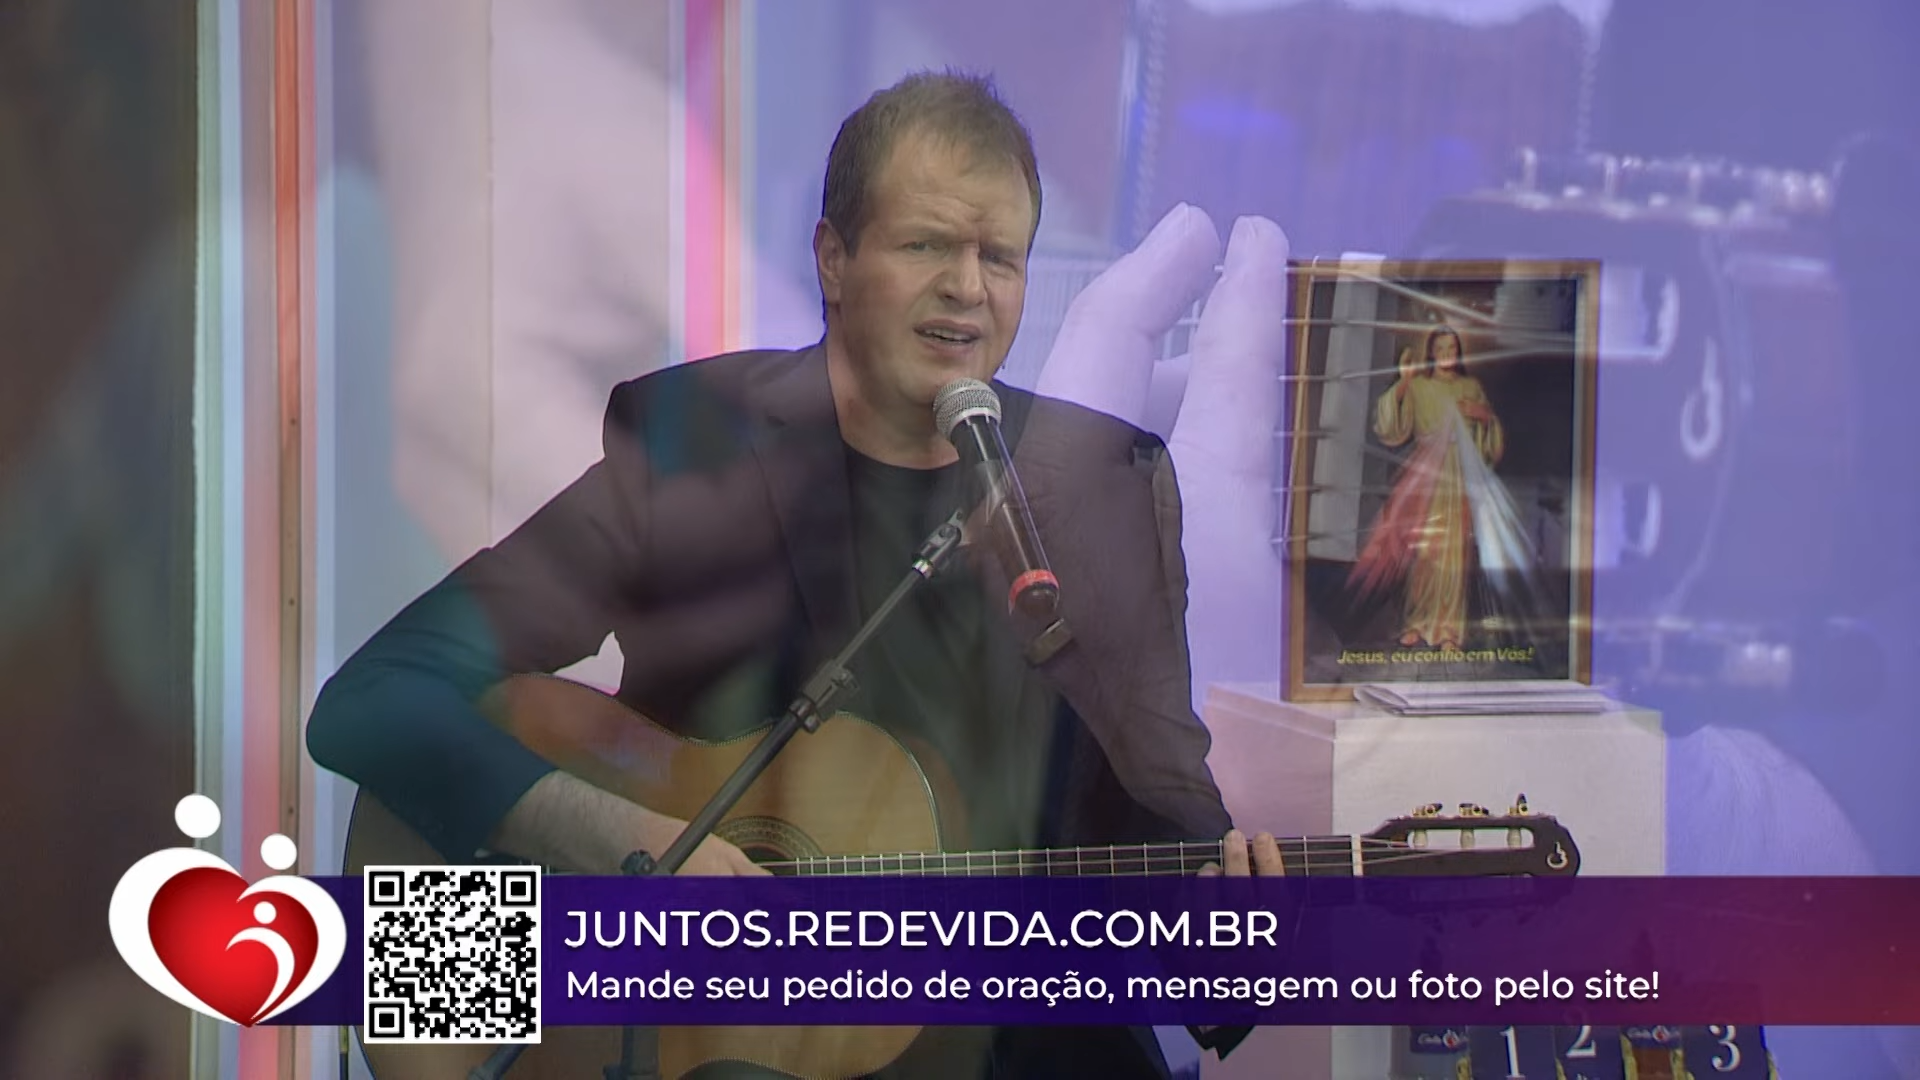 Jesus, eu confio em Vós!
JUNTOS.REDEVIDA.COM.BR
Mande seu pedido de oração, mensagem ou foto pelo site!
1
2
3